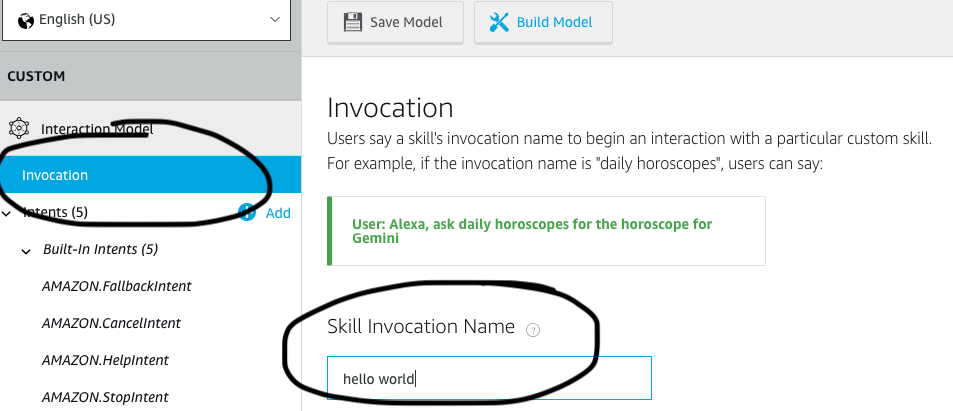 English (US)
Save Model
Build Model
CUSTOM
Interaction Model
Invocation
Intents (5)
Add
Built-In Intents (5)
AMAZON.FallbackIntent
AMAZON.CancelIntent
AMAZON.HelpIntent
AMAZON.StopIntent
Invocation
Users say a skill's invocation name to begin an interaction with a particular custom skill.
For example, if the invocation name is "daily horoscopes", users can say:
User: Alexa, ask daily horoscopes for the horoscope for
Gemini
Skill Invocation Name ?
hello world